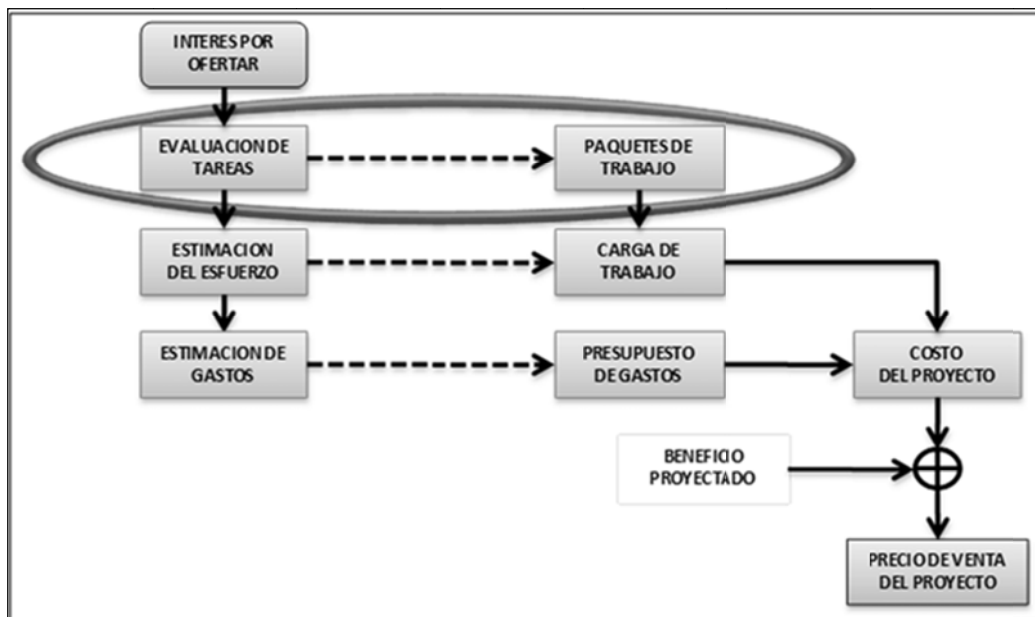 INTERES POR
OFERTAR
EVALUACION DE
TAREAS
PAQUETES DE
TRABAJO
ESTIMACION
DEL ESFUERZO
CARGA DE
TRABAJO
ESTIMACION DE
GASTOS
PRESUPUESTO
DE GASTOS
COSTO
DEL PROYECTO
BENEFICIO
PROYECTADO
PRECIO DE VENTA
DEL PROYECTO